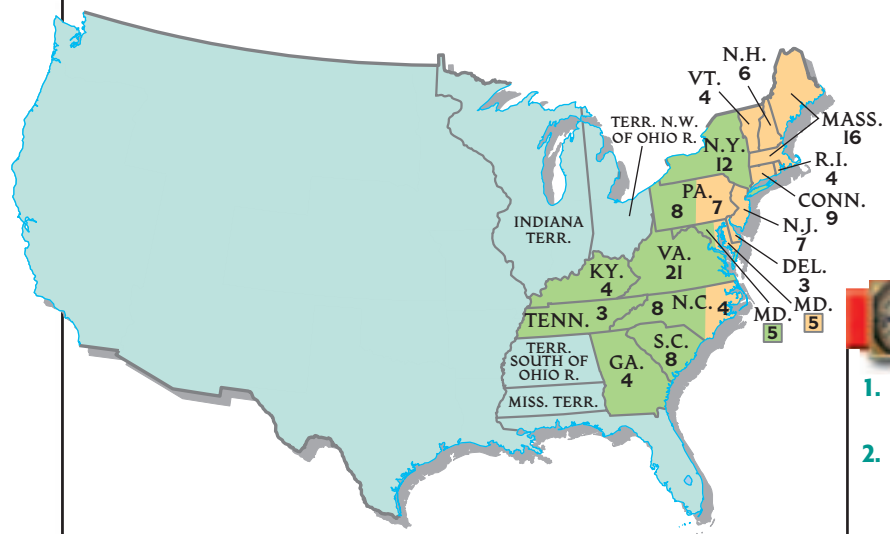 N.H.
6
VT.
4
TERR. N.W.
OF OHIO R.
MASS.
16
N.Y.
12
R.I.
4
CONN.
9
PA.
8 7
N.J.
7
INDIANA
TERR.
DEL.
3
VA.
21
KY.
4
MD.
5
MD.
5
TENN. 3
8 N.C. 4
TERR.
SOUTH OF
OHIO R.
S.C.
8
GA.
4
MISS. TERR.
1.
2.